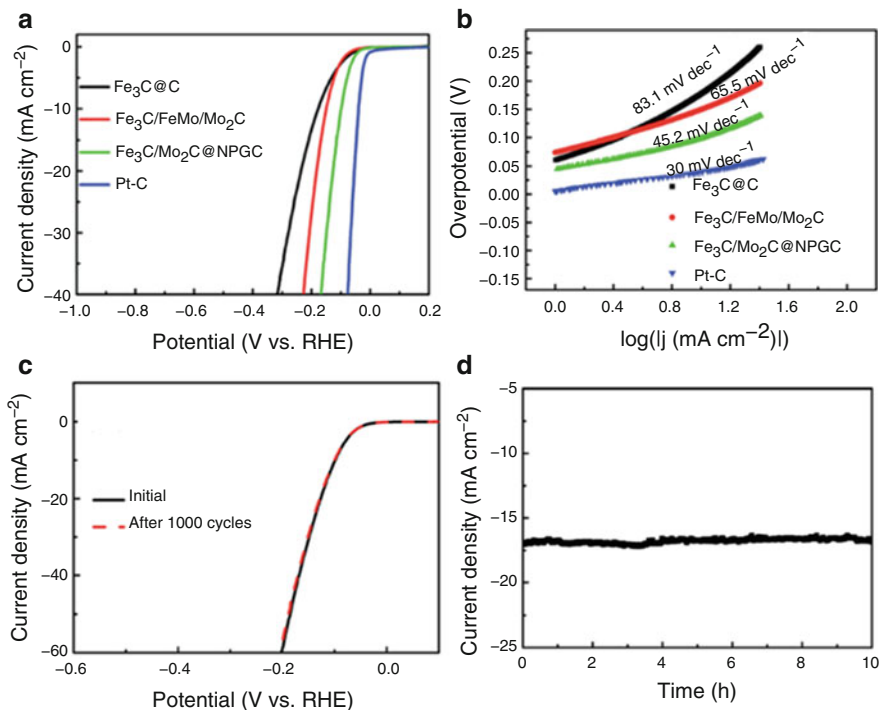 a
Current density (mA cm⁻²)
0
−10
−20
−30
−40
Fe₃C@C
Fe₃C/FeMo/Mo₂C
Fe₃C/Mo₂C@NPGC
Pt-C
−1.0 −0.8 −0.6 −0.4 −0.2 0.0 0.2
Potential (V vs. RHE)
b
Overpotential (V)
0.25
0.20
0.15
0.10
0.05
0.00
−0.05
−0.10
−0.15
83.1 mV dec⁻¹
65.5 mV dec⁻¹
45.2 mV dec⁻¹
30 mV dec⁻¹
Fe₃C@C
Fe₃C/FeMo/Mo₂C
Fe₃C/Mo₂C@NPGC
Pt-C
0.0 0.4 0.8 1.2 1.6 2.0
log(|j (mA cm⁻²)|)
c
Current density (mA cm⁻²)
0
−20
−40
−60
Initial
After 1000 cycles
−0.6 −0.4 −0.2 0.0
Potential (V vs. RHE)
d
Current density (mA cm⁻²)
−5
−10
−15
−20
−25
0 2 4 6 8 10
Time (h)